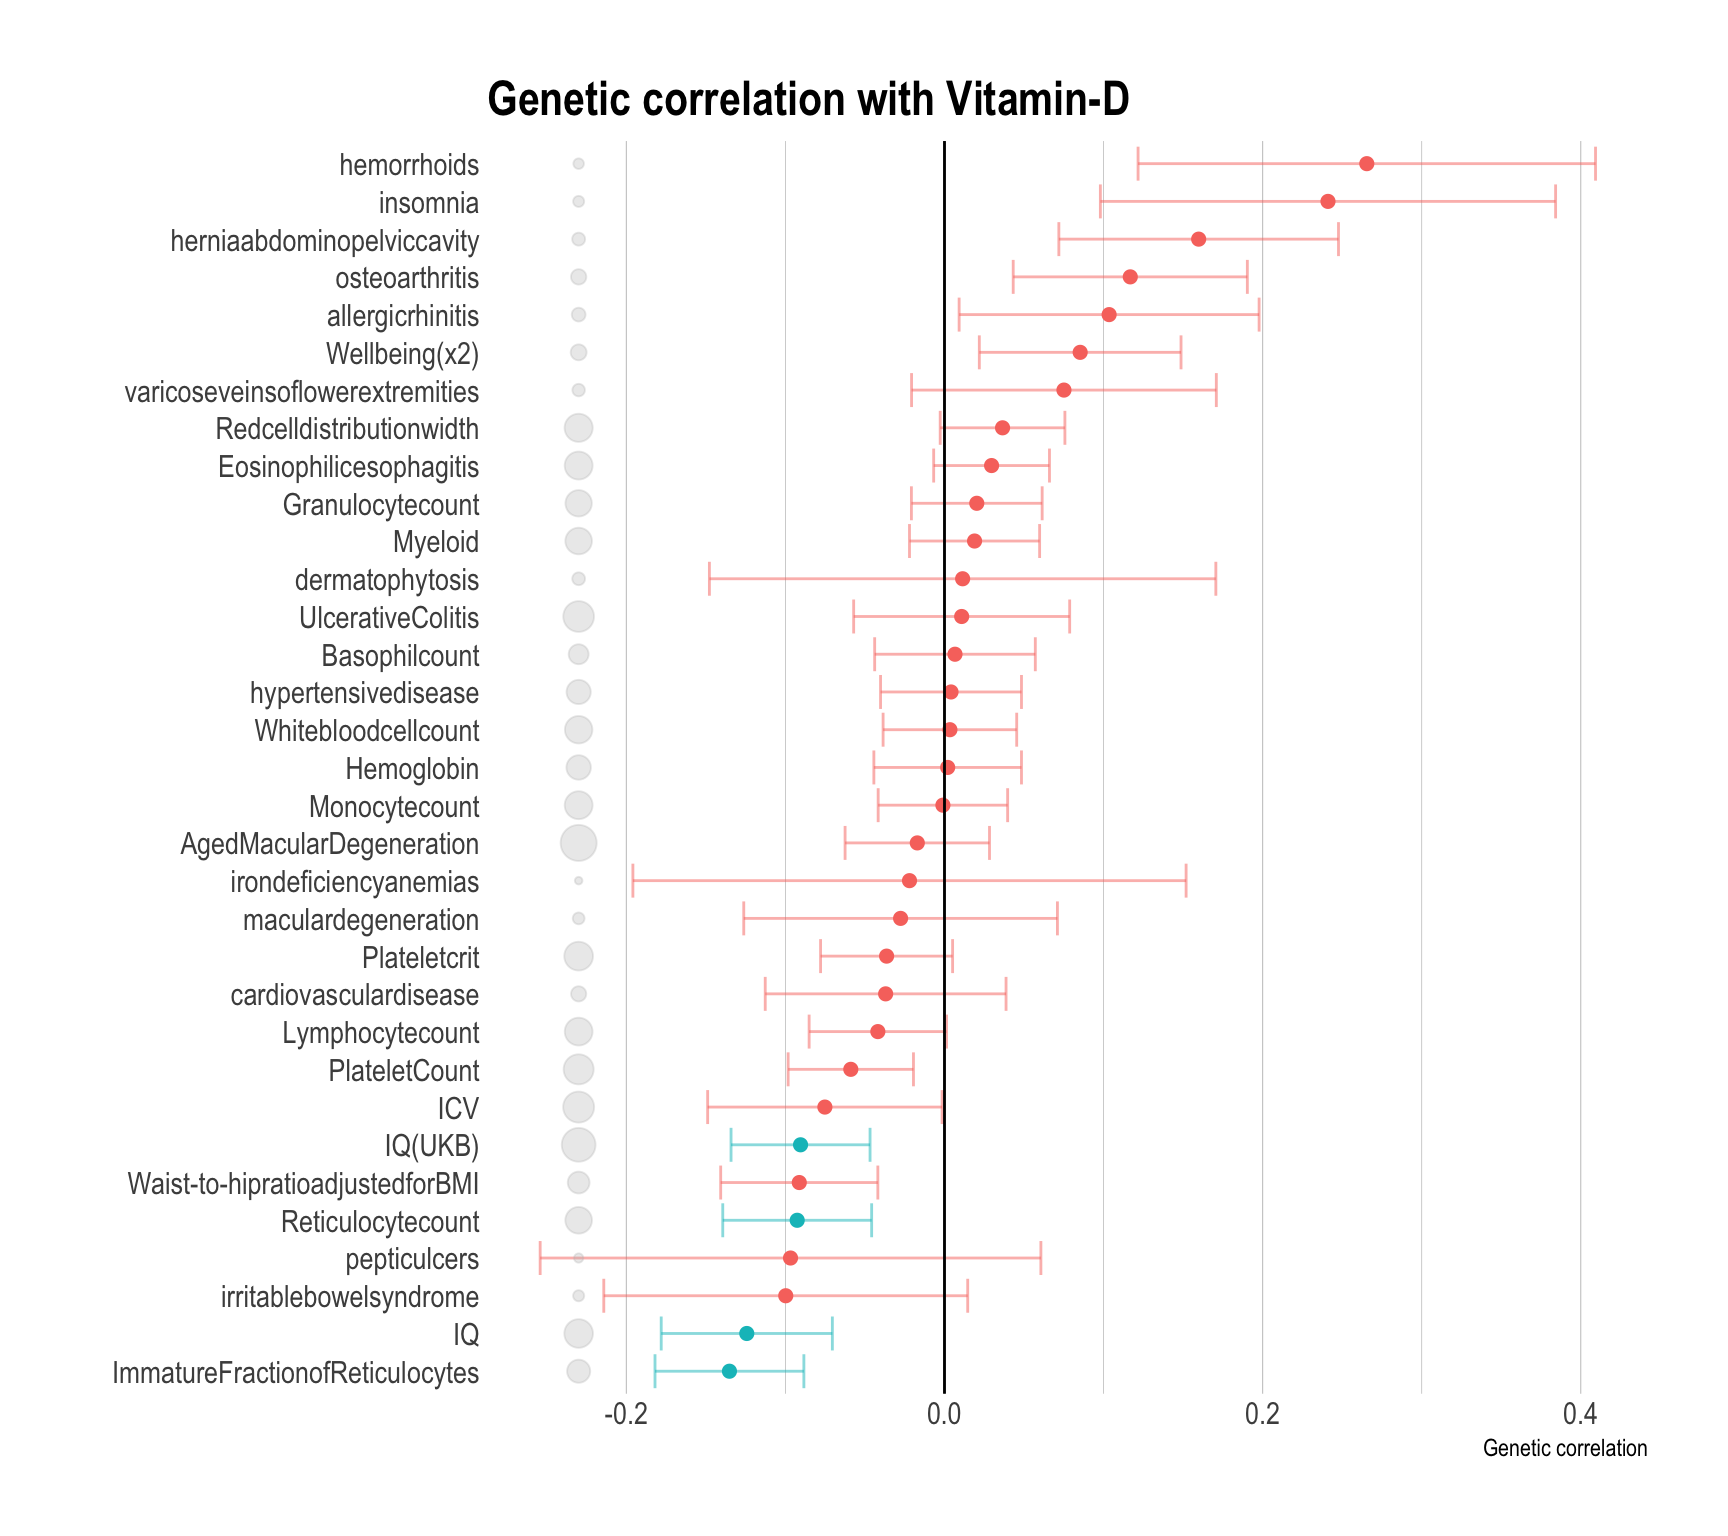 Genetic correlation with Vitamin-D
hemorrhoids
insomnia
herniaabdominopelviccavity
osteoarthritis
allergicrhinitis
Wellbeing(x2)
varicoseveinsoflowerextremities
Redcelldistributionwidth
Eosinophilicesophagitis
Granulocytecount
Myeloid
dermatophytosis
UlcerativeColitis
Basophilcount
hypertensivedisease
Whitebloodcellcount
Hemoglobin
Monocytecount
AgedMacularDegeneration
irondeficiencyanemias
maculardegeneration
Plateletcrit
cardiovasculardisease
Lymphocytecount
PlateletCount
ICV
IQ(UKB)
Waist-to-hipratioadjustedforBMI
Reticulocytecount
pepticulcers
irritablebowelsyndrome
IQ
ImmatureFractionofReticulocytes
-0.2 0.0 0.2 0.4
Genetic correlation